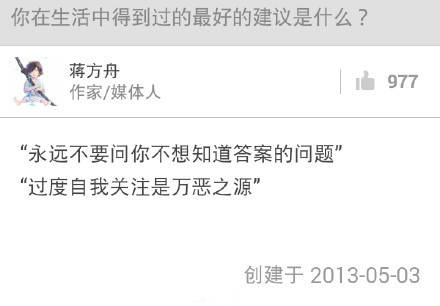 你在生活中得到过的最好的建议是什么？
蒋方舟
作家/媒体人
977
“永远不要问你不想知道答案的问题”
“过度自我关注是万恶之源”
创建于 2013-05-03